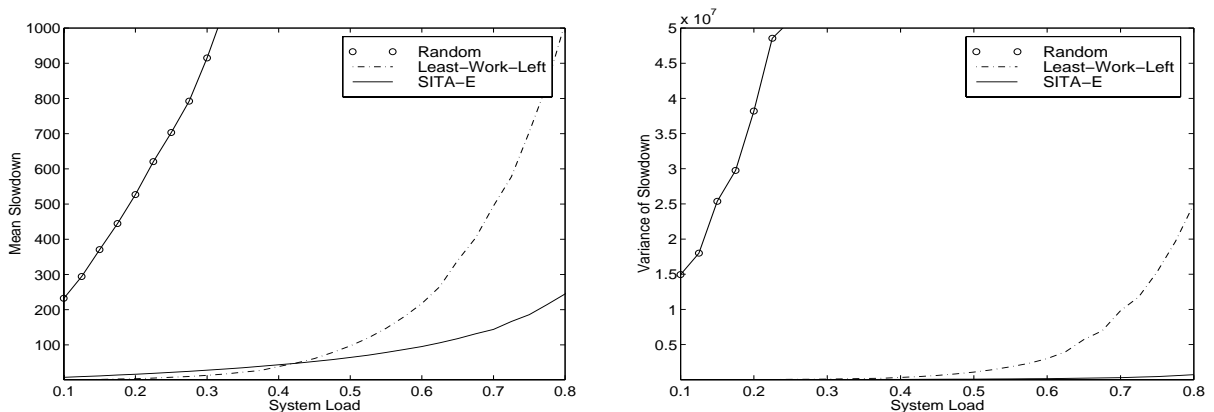 1000
900
800
700
600
500
400
300
200
100
0.1 0.2 0.3 0.4 0.5 0.6 0.7 0.8
System Load
Mean Slowdown
Random
Least−Work−Left
SITA−E
x 10^7
5
4.5
4
3.5
3
2.5
2
1.5
1
0.5
0.1 0.2 0.3 0.4 0.5 0.6 0.7 0.8
System Load
Variance of Slowdown
Random
Least−Work−Left
SITA−E